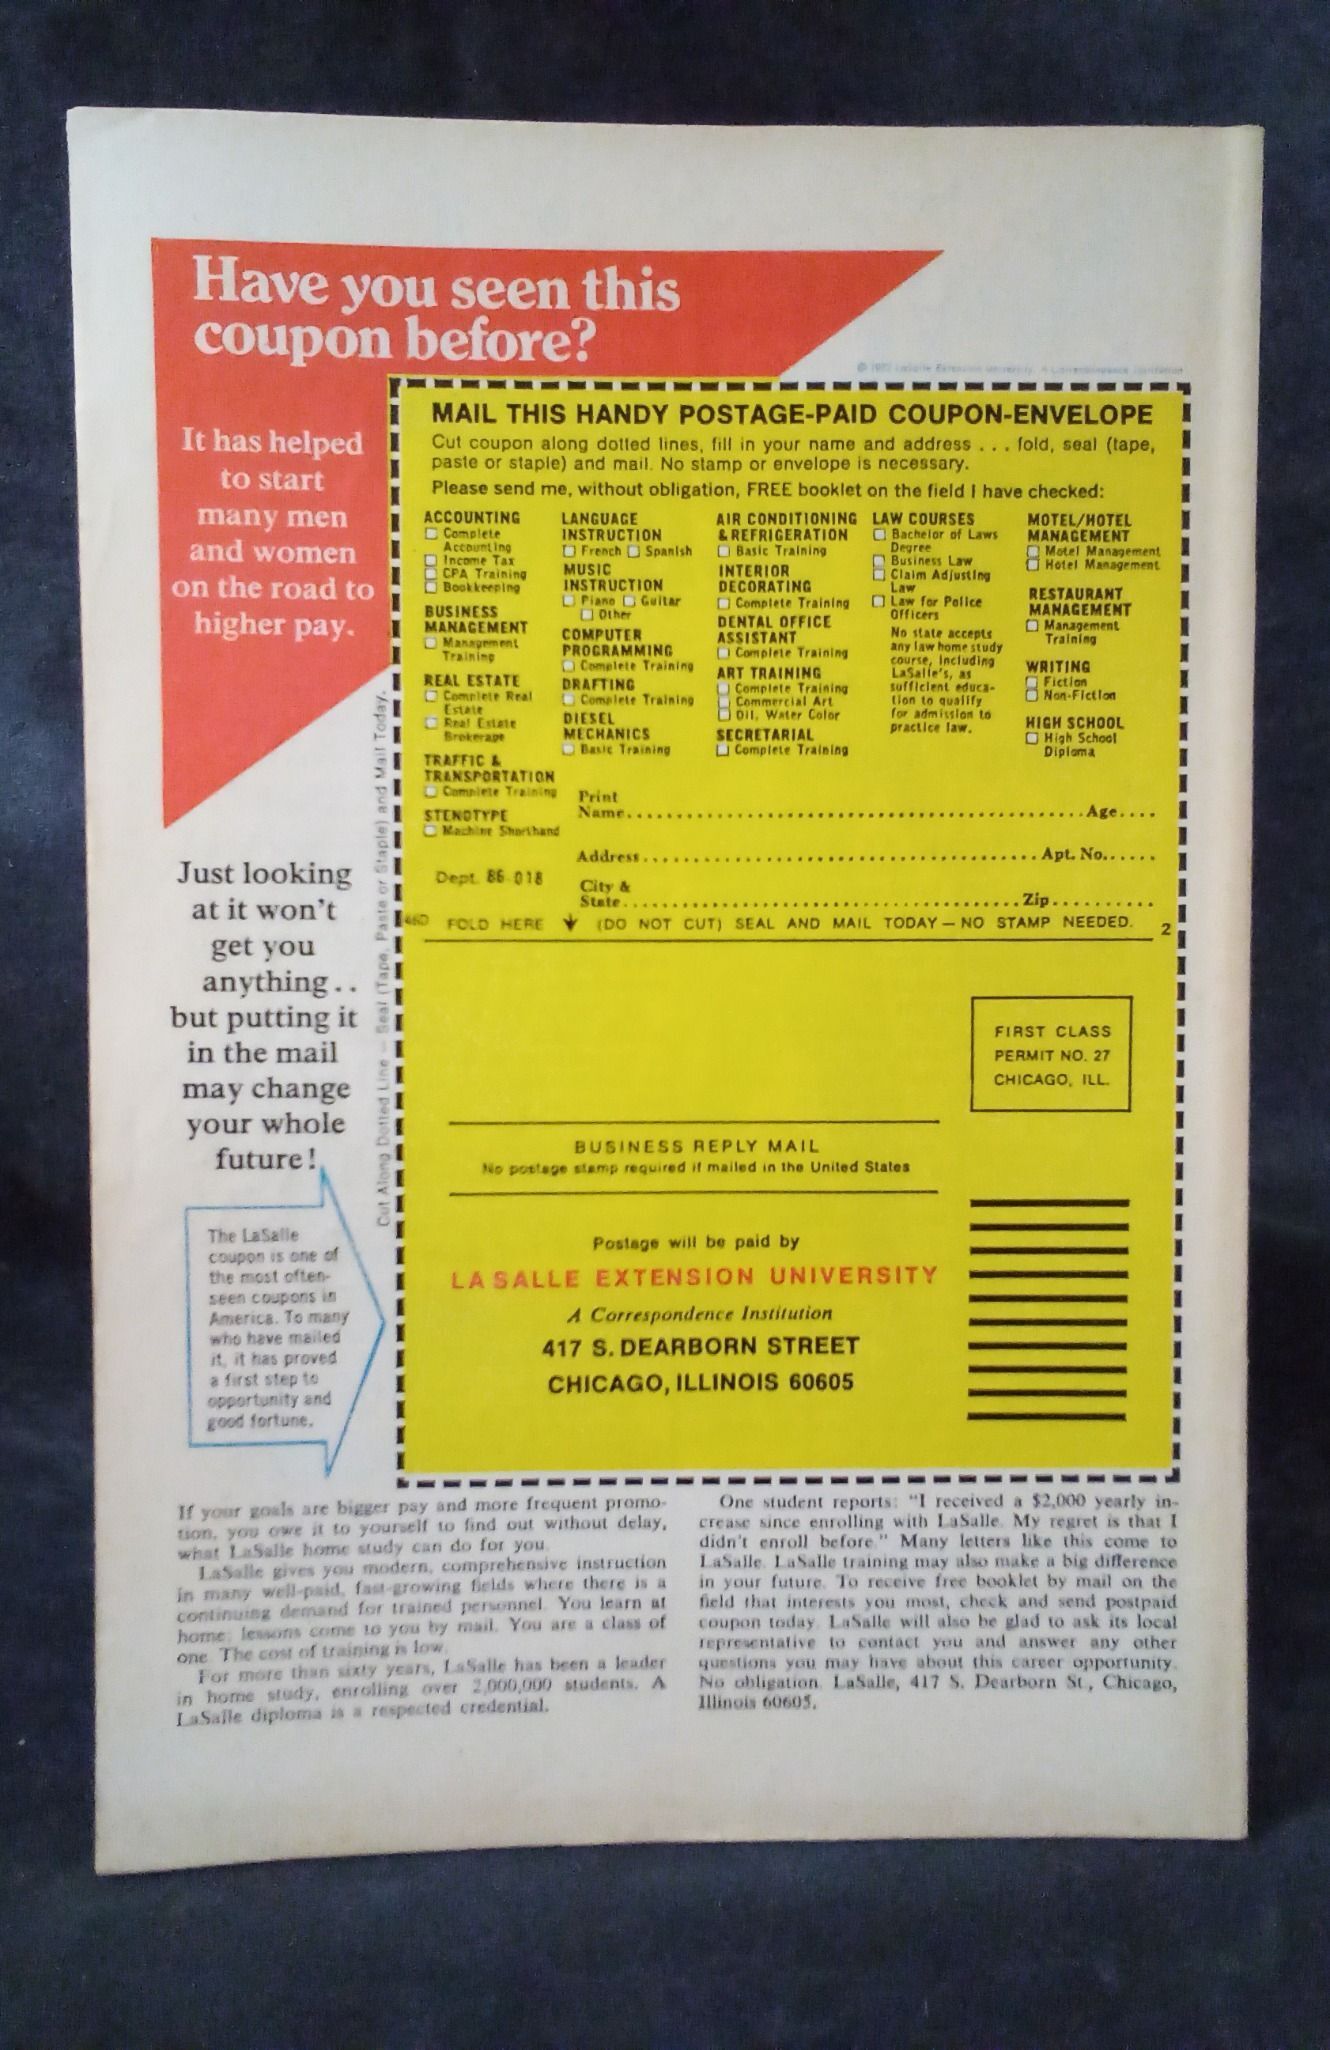 Have you seen this
coupon before?
It has helped
to start
many men
and women
on the road to
higher pay.
Just looking
at it won't
get you
anything . .
but putting it
in the mail
may change
your whole
future!
The LaSalle
coupon is one of
the most often-
seen coupons in
America. To many
who have mailed
it, it has proved
a first step to
opportunity and
good fortune.
Cut Along Dotted Line — Seal (Tape, Paste or Staple) and Mail Today.
LaSalle Extension University. A Correspondence Institution
MAIL THIS HANDY POSTAGE-PAID COUPON-ENVELOPE
Cut coupon along dotted lines, fill in your name and address . . . fold, seal (tape,
paste or staple) and mail. No stamp or envelope is necessary.
Please send me, without obligation, FREE booklet on the field I have checked:
ACCOUNTING
Complete
Accounting
Income Tax
CPA Training
Bookkeeping
BUSINESS
MANAGEMENT
Management
Training
REAL ESTATE
Complete Real
Estate
Real Estate
Brokerage
TRAFFIC &
TRANSPORTATION
Complete Training
STENOTYPE
Machine Shorthand
LANGUAGE
INSTRUCTION
French Spanish
MUSIC
INSTRUCTION
Piano Guitar
Other
COMPUTER
PROGRAMMING
Complete Training
DRAFTING
Complete Training
DIESEL
MECHANICS
Basic Training
AIR CONDITIONING
& REFRIGERATION
Basic Training
INTERIOR
DECORATING
Complete Training
DENTAL OFFICE
ASSISTANT
Complete Training
ART TRAINING
Complete Training
Commercial Art
Oil, Water Color
SECRETARIAL
Complete Training
LAW COURSES
Bachelor of Laws
Degree
Business Law
Claim Adjusting
Law
Law for Police
Officers
No state accepts
any law home study
course, including
LaSalle's, as
sufficient educa-
tion to qualify
for admission to
practice law.
MOTEL/HOTEL
MANAGEMENT
Motel Management
Hotel Management
RESTAURANT
MANAGEMENT
Management
Training
WRITING
Fiction
Non-Fiction
HIGH SCHOOL
High School
Diploma
Print
Name Age
Address Apt. No.
Dept. 86-018
City &
State Zip
46D FOLD HERE (DO NOT CUT) SEAL AND MAIL TODAY — NO STAMP NEEDED. 2
FIRST CLASS
PERMIT NO. 27
CHICAGO, ILL.
BUSINESS REPLY MAIL
No postage stamp required if mailed in the United States
Postage will be paid by
LA SALLE EXTENSION UNIVERSITY
A Correspondence Institution
417 S. DEARBORN STREET
CHICAGO, ILLINOIS 60605
If your goals are bigger pay and more frequent promo-
tion, you owe it to yourself to find out without delay,
what LaSalle home study can do for you.
LaSalle gives you modern, comprehensive instruction
in many well-paid, fast-growing fields where there is a
continuing demand for trained personnel. You learn at
home; lessons come to you by mail. You are a class of
one. The cost of training is low.
For more than sixty years, LaSalle has been a leader
in home study, enrolling over 2,000,000 students. A
LaSalle diploma is a respected credential.
One student reports: "I received a $2,000 yearly in-
crease since enrolling with LaSalle. My regret is that I
didn't enroll before." Many letters like this come to
LaSalle. LaSalle training may also make a big difference
in your future. To receive free booklet by mail on the
field that interests you most, check and send postpaid
coupon today. LaSalle will also be glad to ask its local
representative to contact you and answer any other
questions you may have about this career opportunity.
No obligation. LaSalle, 417 S. Dearborn St., Chicago,
Illinois 60605.